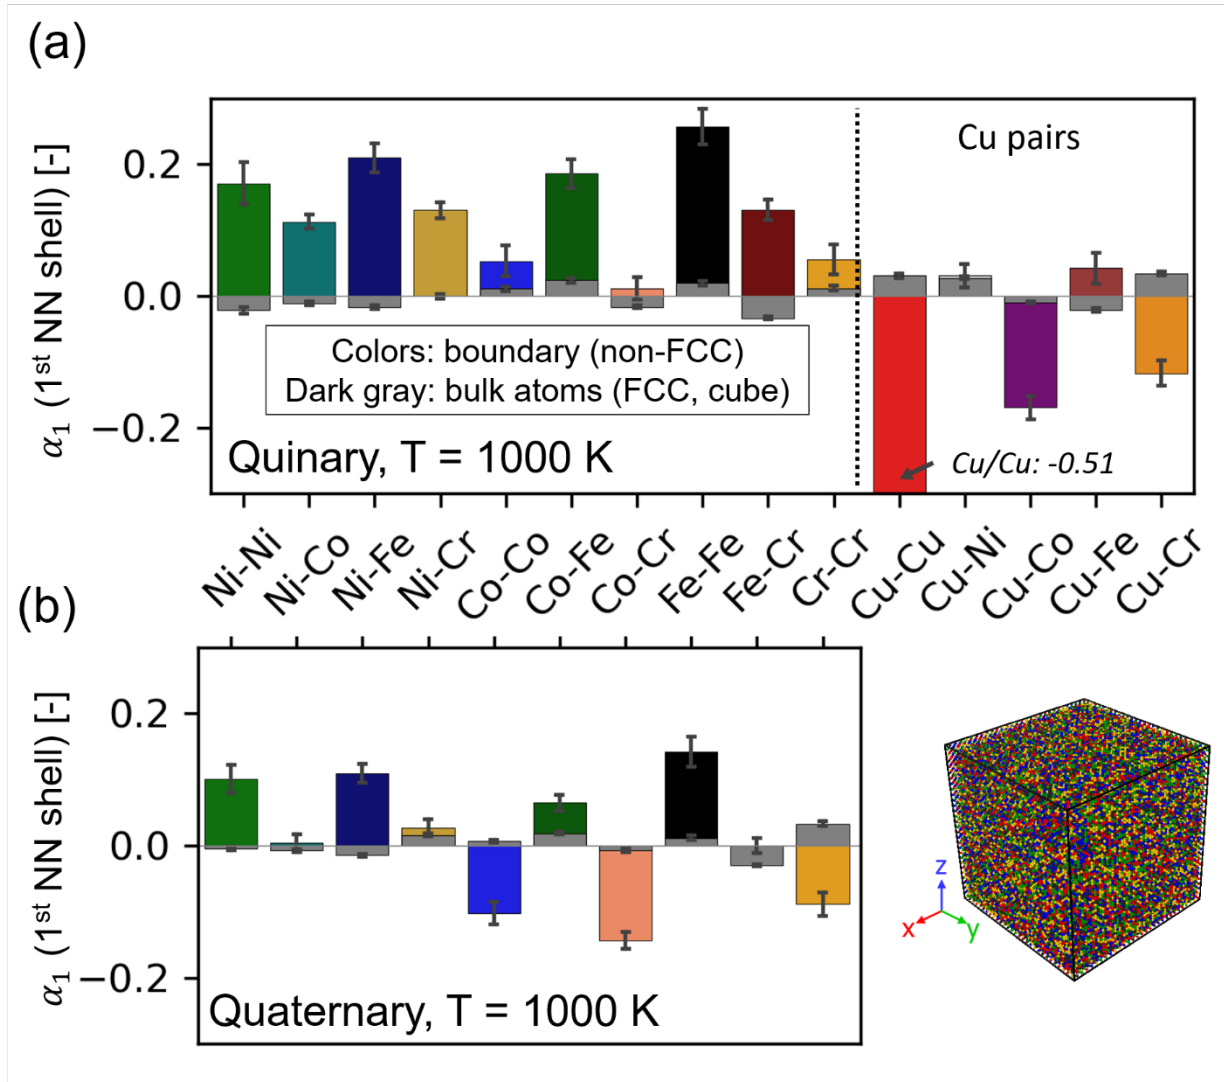 (a)
α₁ (1ˢᵗ NN shell) [-]
0.2
0.0
−0.2
Cu pairs
Colors: boundary (non-FCC)
Dark gray: bulk atoms (FCC, cube)
Quinary, T = 1000 K
Cu/Cu: -0.51
Ni-Ni
Ni-Co
Ni-Fe
Ni-Cr
Co-Co
Co-Fe
Co-Cr
Fe-Fe
Fe-Cr
Cr-Cr
Cu-Cu
Cu-Ni
Cu-Co
Cu-Fe
Cu-Cr
(b)
α₁ (1ˢᵗ NN shell) [-]
0.2
0.0
−0.2
Quaternary, T = 1000 K
z
x
y